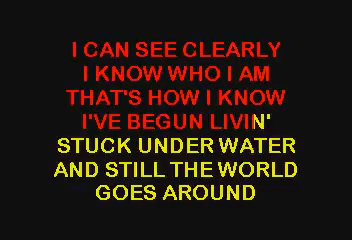 I CAN SEE CLEARLY
I KNOW WHO I AM
THAT'S HOW I KNOW
I'VE BEGUN LIVIN'
STUCK UNDER WATER
AND STILL THE WORLD
GOES AROUND